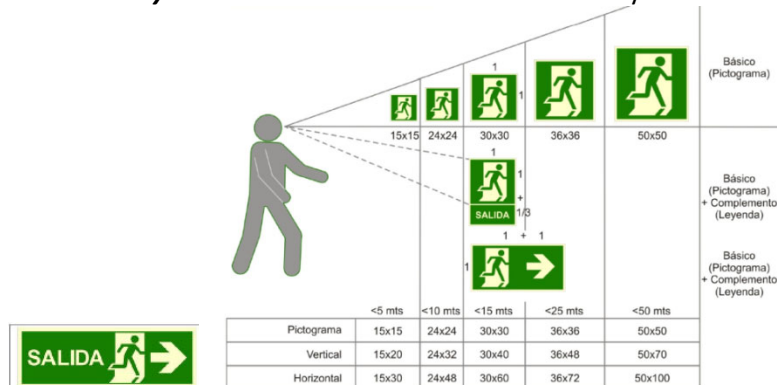 1
1
15x15 24x24 30x30 36x36 50x50
Básico
(Pictograma)
1
1
+
SALIDA 1/3
Básico
(Pictograma)
+ Complemento
(Leyenda)
1 + 1
1
Básico
(Pictograma)
+ Complemento
(Leyenda)
<5 mts <10 mts <15 mts <25 mts <50 mts
Pictograma 15x15 24x24 30x30 36x36 50x50
Vertical 15x20 24x32 30x40 36x48 50x70
Horizontal 15x30 24x48 30x60 36x72 50x100
SALIDA